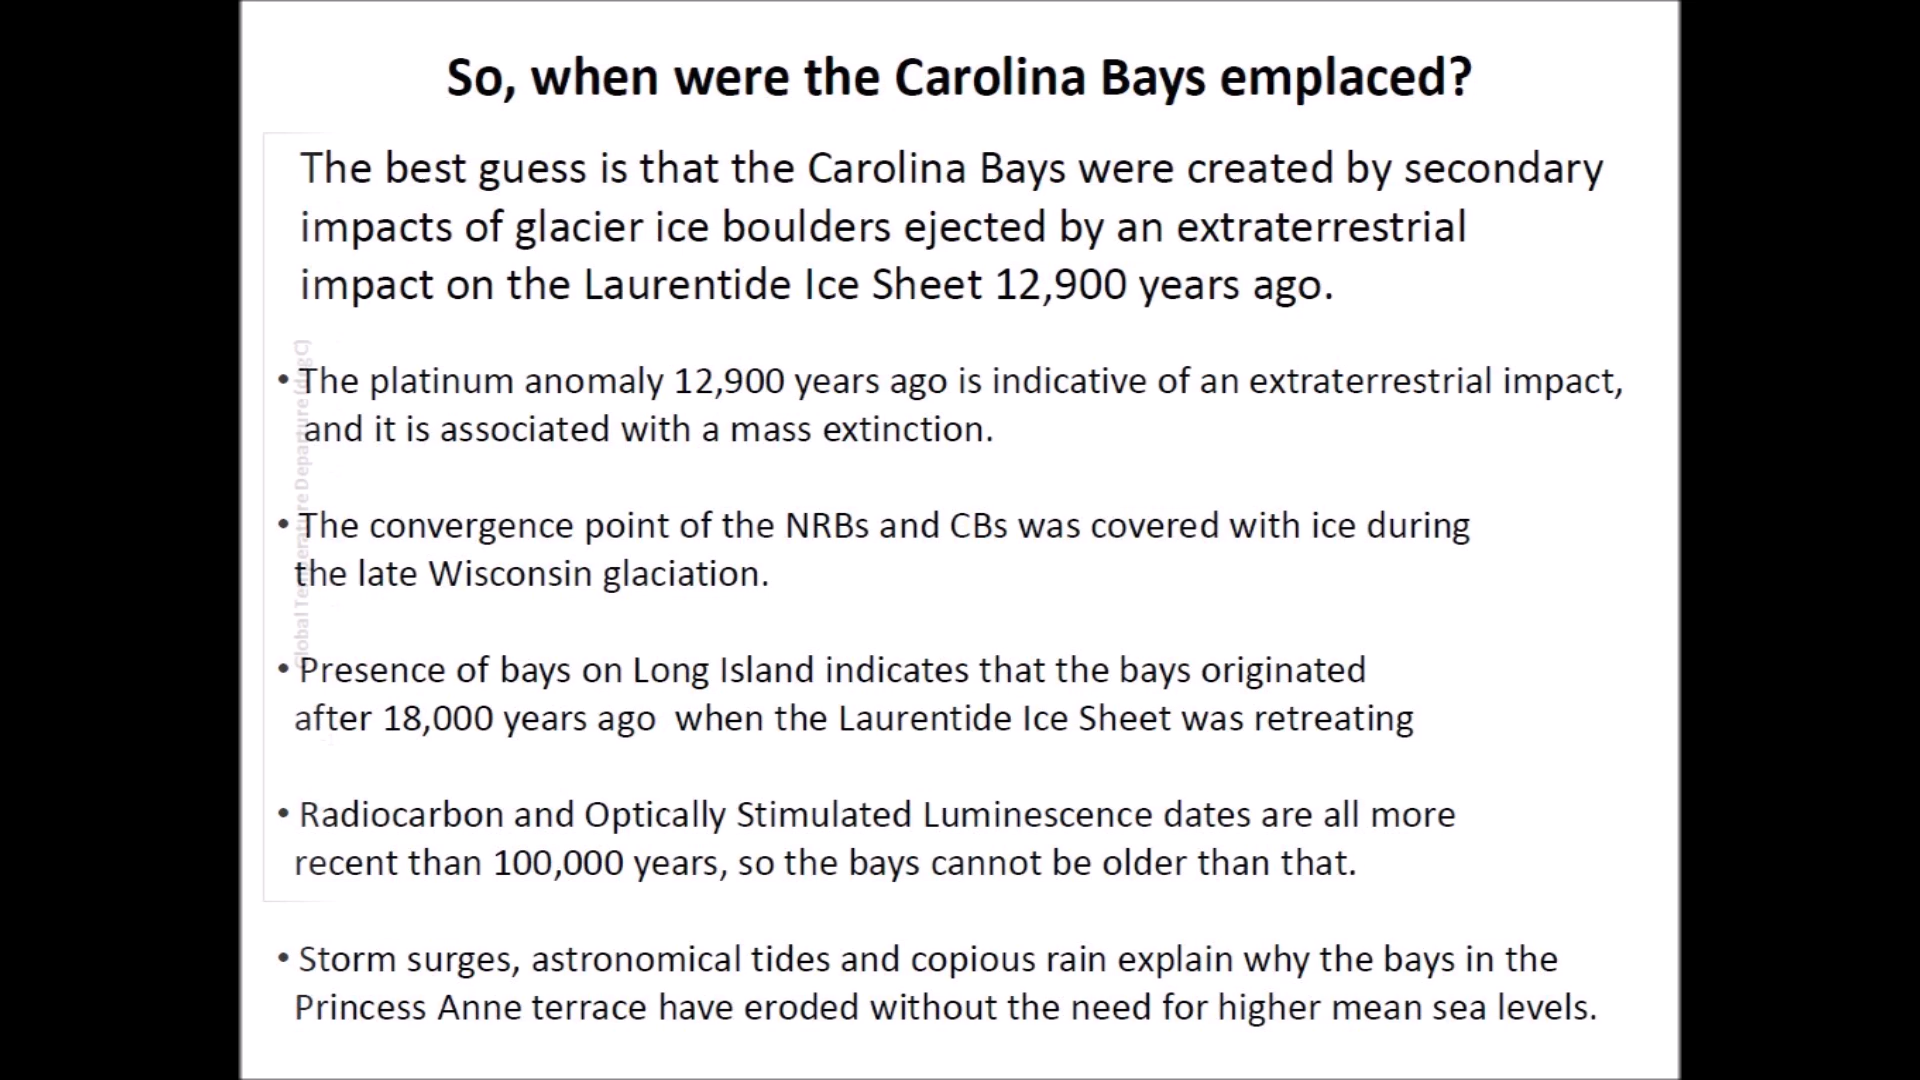 So, when were the Carolina Bays emplaced?
The best guess is that the Carolina Bays were created by secondary
impacts of glacier ice boulders ejected by an extraterrestrial
impact on the Laurentide Ice Sheet 12,900 years ago.
• The platinum anomaly 12,900 years ago is indicative of an extraterrestrial impact,
and it is associated with a mass extinction.
• The convergence point of the NRBs and CBs was covered with ice during
the late Wisconsin glaciation.
• Presence of bays on Long Island indicates that the bays originated
after 18,000 years ago  when the Laurentide Ice Sheet was retreating
• Radiocarbon and Optically Stimulated Luminescence dates are all more
recent than 100,000 years, so the bays cannot be older than that.
• Storm surges, astronomical tides and copious rain explain why the bays in the
Princess Anne terrace have eroded without the need for higher mean sea levels.
Global Temperature Departure (deg C)